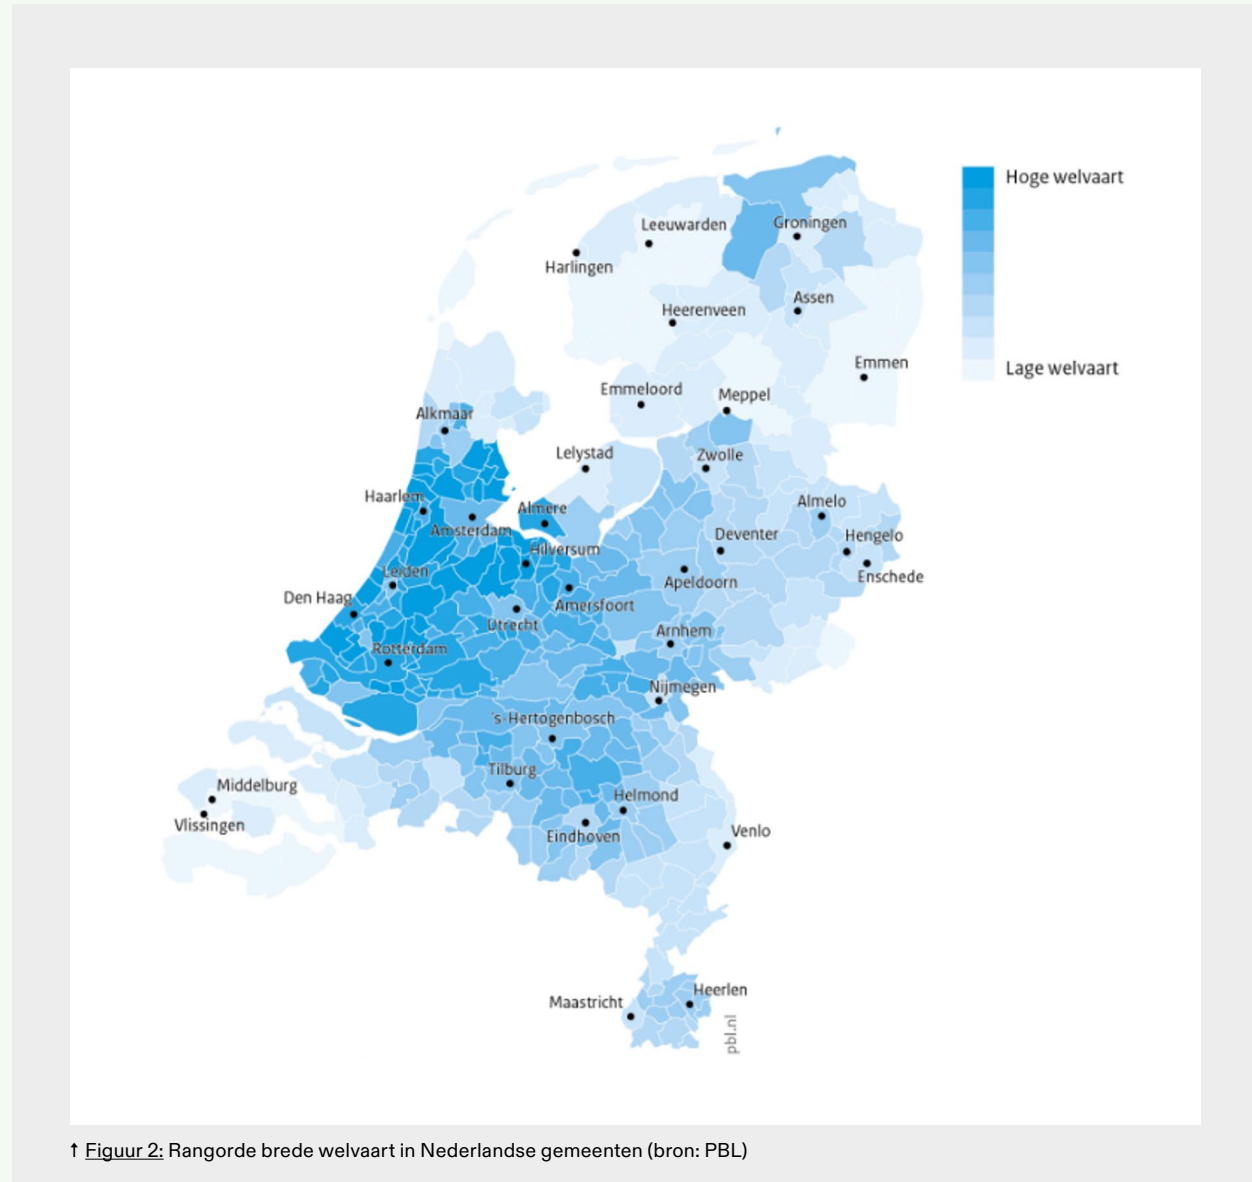 Hoge welvaart
Leeuwarden
Groningen
Harlingen
Assen
Heerenveen
Emmen
Lage welvaart
Emmeloord
Meppel
Alkmaar
Lelystad
Zwolle
Haarlem
Almere
Almelo
Amsterdam
Deventer
Hengelo
Hilversum
Leiden
Enschede
Apeldoorn
Den Haag
Amersfoort
Utrecht
Arnhem
Rotterdam
Nijmegen
's-Hertogenbosch
Tilburg
Middelburg
Helmond
Vlissingen
Eindhoven
Venlo
Heerlen
Maastricht
pbl.nl
↑ Figuur 2: Rangorde brede welvaart in Nederlandse gemeenten (bron: PBL)